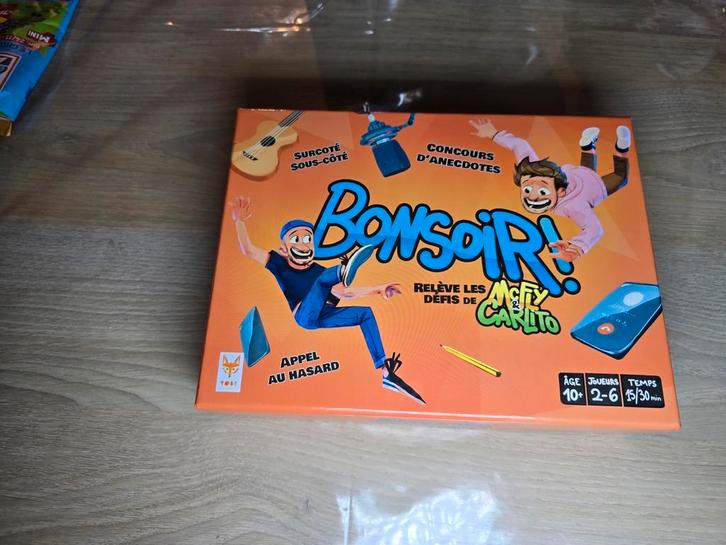 SURCOTÉ
SOUS-CÔTÉ
CONCOURS
D'ANECDOTES
BONSOIR!
RELÈVE LES
DÉFIS DE
McFLY
&
CARLITO
APPEL
AU HASARD
TOPI
ÂGE
10+
JOUEURS
2-6
TEMPS
15/30 min
MINI